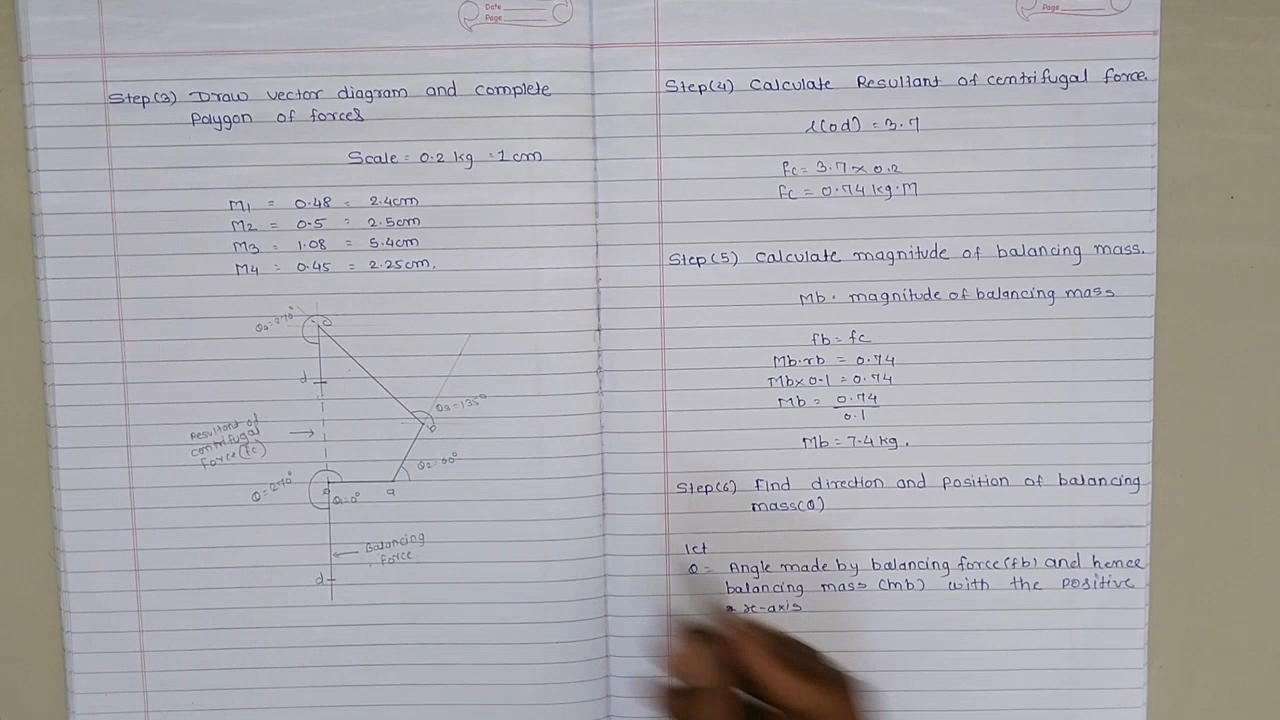 Date
Page
Step(3) Draw vector diagram and complete
Polygon of forces
Scale = 0.2 kg = 1 cm
M1 = 0.48 = 2.4cm
M2 = 0.5 = 2.5cm
M3 = 1.08 = 5.4cm
M4 = 0.45 = 2.25cm.
c
d
θ3=135°
b
Resultant of
centrifugal
force (fc)
θ2=60°
θ=270°
θ1=0°
a
Balancing
force
d
Page
Step(4) Calculate Resultant of centrifugal force.
l(od) = 3.7
fc = 3.7 × 0.2
fc = 0.74 kg.M
Step(5) Calculate magnitude of balancing mass.
Mb = magnitude of balancing mass
fb = fc
Mb.rb = 0.74
Mb×0.1 = 0.74
Mb = 0.74
0.1
Mb = 7.4 kg.
Step(6) Find direction and position of balancing
mass(θ)
let
θ = Angle made by balancing force (fb) and hence
balancing mass (mb) with the positive
x-axis